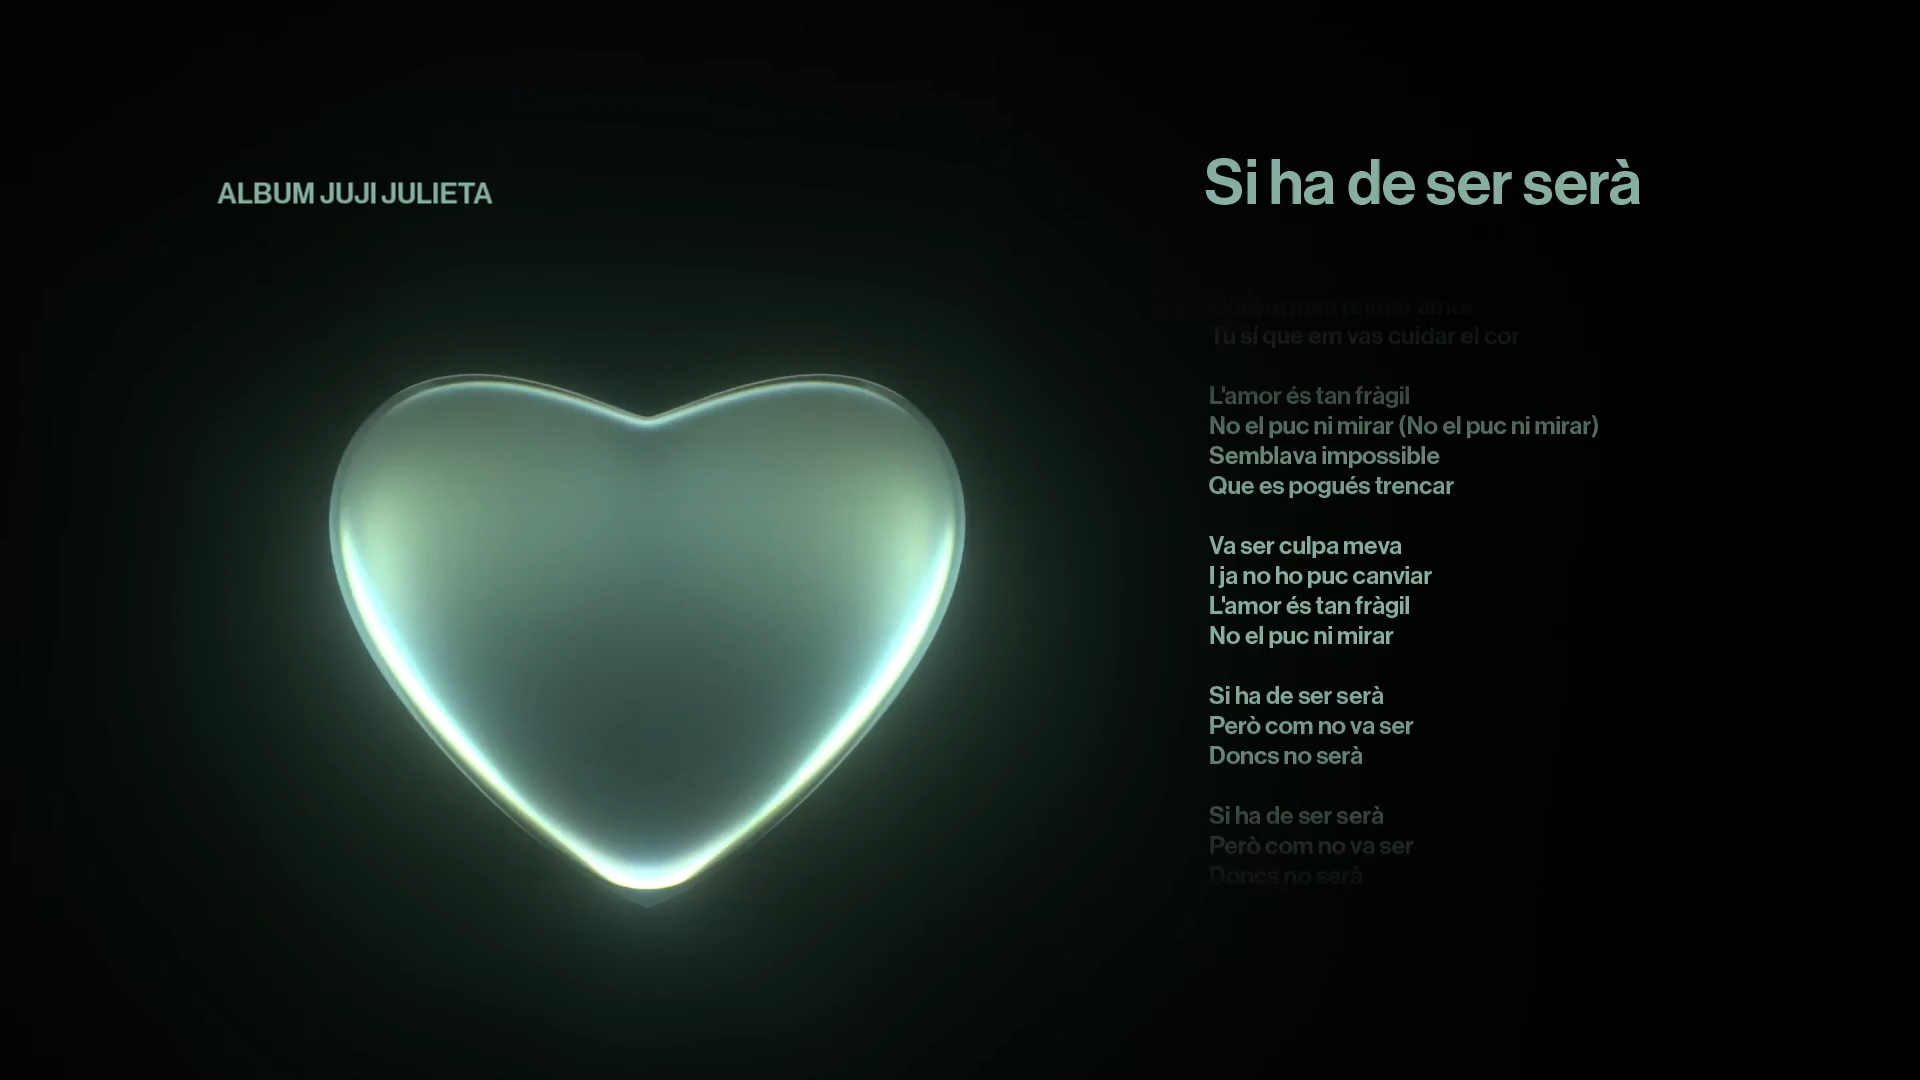 ALBUM JUJI JULIETA
Si ha de ser serà
meu primer amor
Tu sí que em vas cuidar el cor
L'amor és tan fràgil
No el puc ni mirar (No el puc ni mirar)
Semblava impossible
Que es pogués trencar
Va ser culpa meva
I ja no ho puc canviar
L'amor és tan fràgil
No el puc ni mirar
Si ha de ser serà
Però com no va ser
Doncs no serà
Si ha de ser serà
Però com no va ser
Doncs no serà